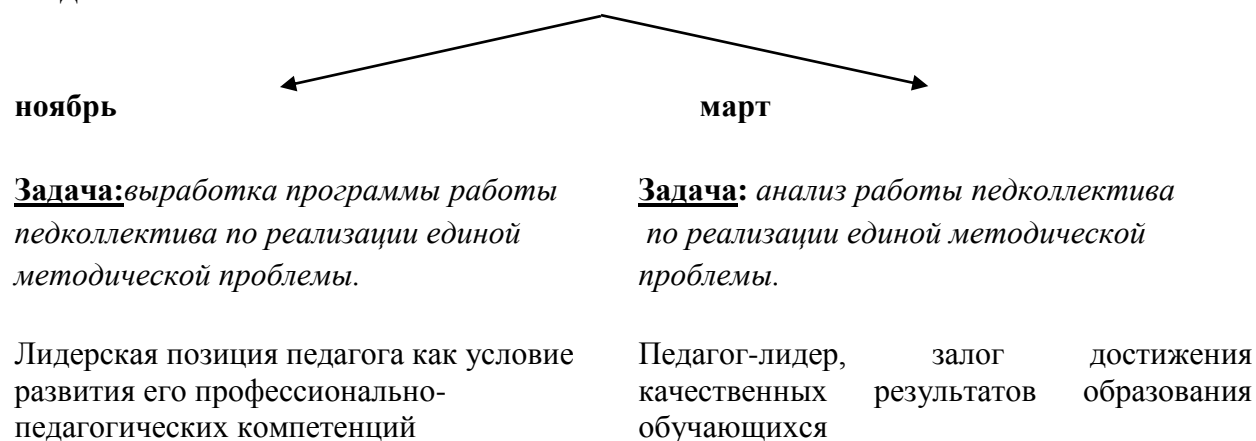 ноябрь
март
Задача:выработка программы работы
педколлектива по реализации единой
методической проблемы.
Задача: анализ работы педколлектива
по реализации единой методической
проблемы.
Лидерская позиция педагога как условие
развития его профессионально-
педагогических компетенций
Педагог-лидер, залог достижения
качественных результатов образования
обучающихся